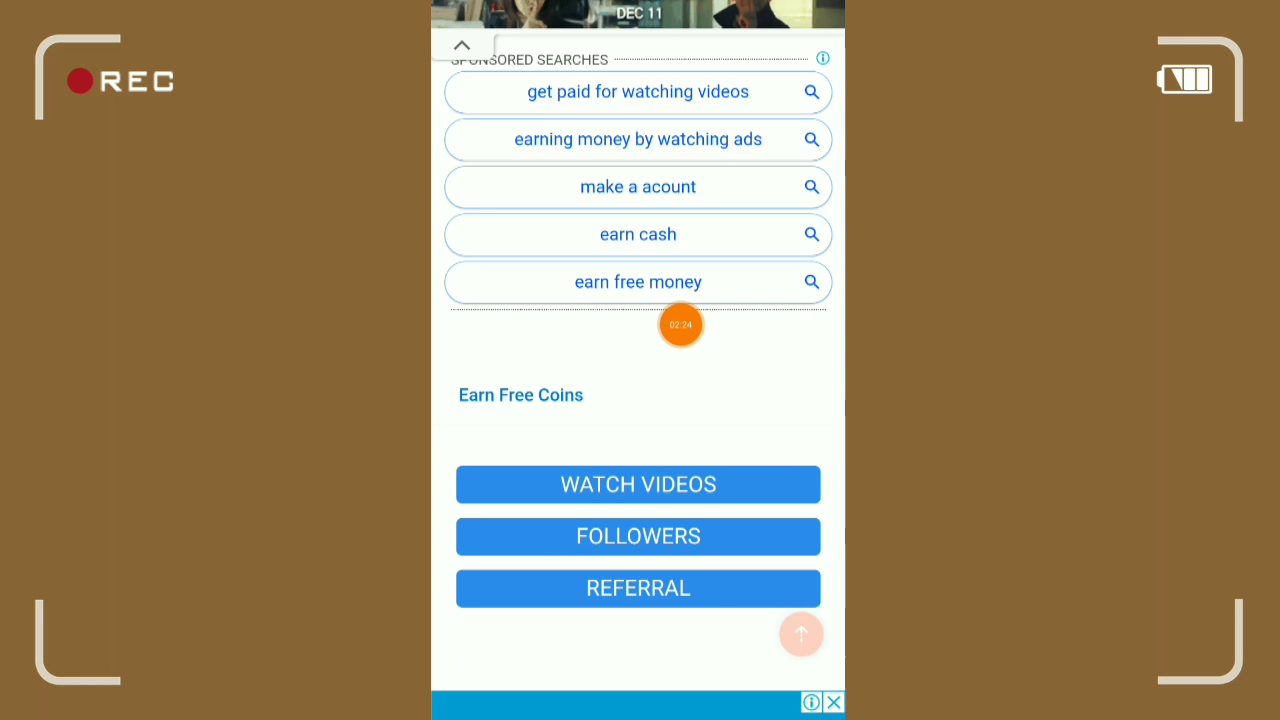 DEC 11
REC
SPONSORED SEARCHES
get paid for watching videos
earning money by watching ads
make a acount
earn cash
earn free money
02:24
Earn Free Coins
WATCH VIDEOS
FOLLOWERS
REFERRAL